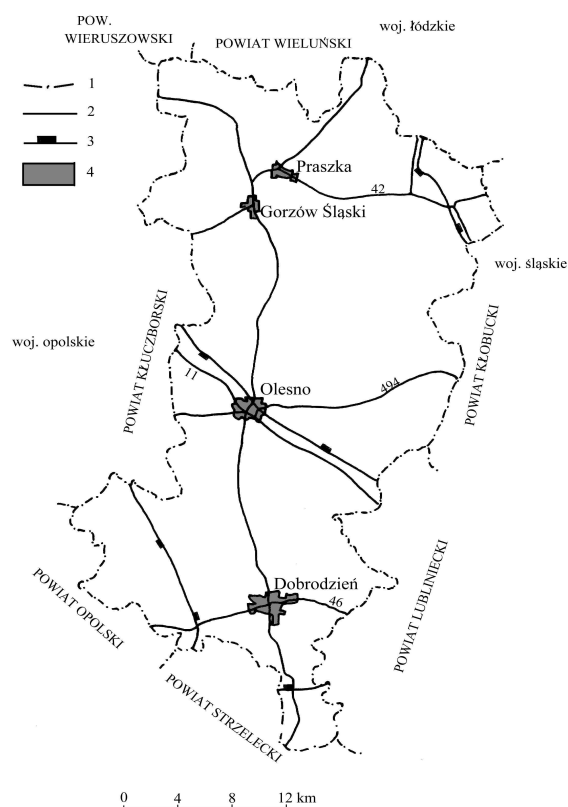 POW.
WIERUSZOWSKI
POWIAT WIELUŃSKI
woj. łódzkie
1
2
3
4
Praszka
42
Gorzów Śląski
woj. śląskie
woj. opolskie
POWIAT KLUCZBORSKI
POWIAT KŁOBUCKI
11
Olesno
494
Dobrodzień
46
POWIAT OPOLSKI
POWIAT LUBLINIECKI
POWIAT STRZELECKI
0 4 8 12 km